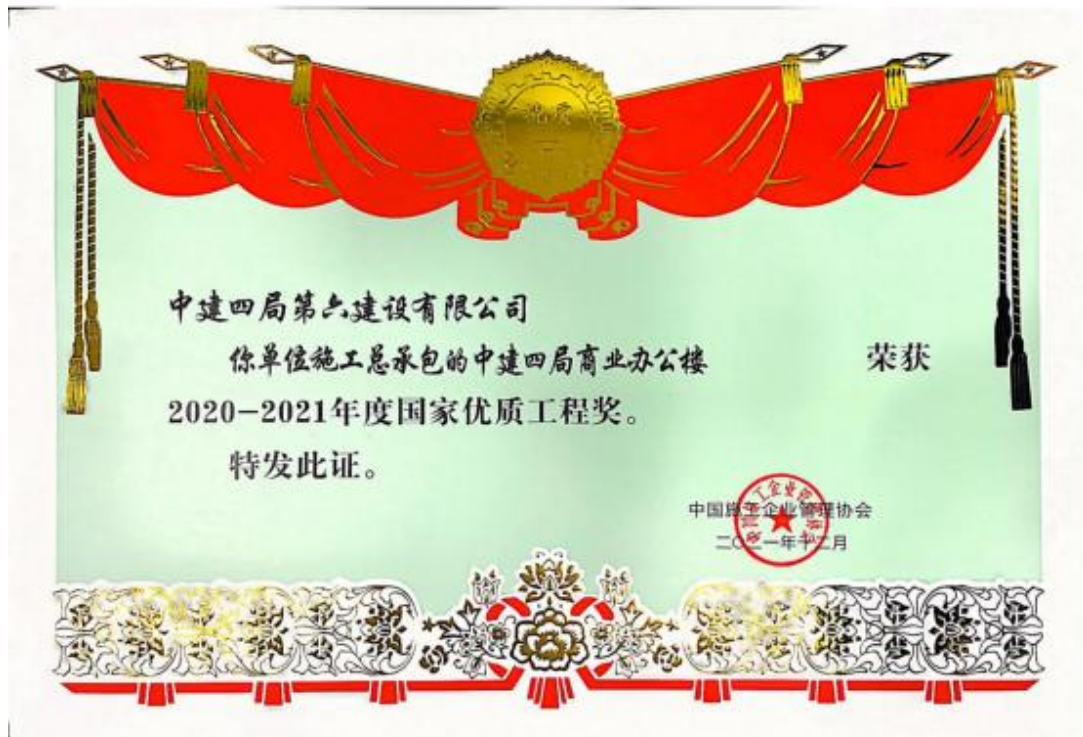 中建四局第六建设有限公司
你单位施工总承包的中建四局商业办公楼 荣获
2020-2021年度国家优质工程奖。
特发此证。
中国施工企业管理协会
二〇二一年十二月